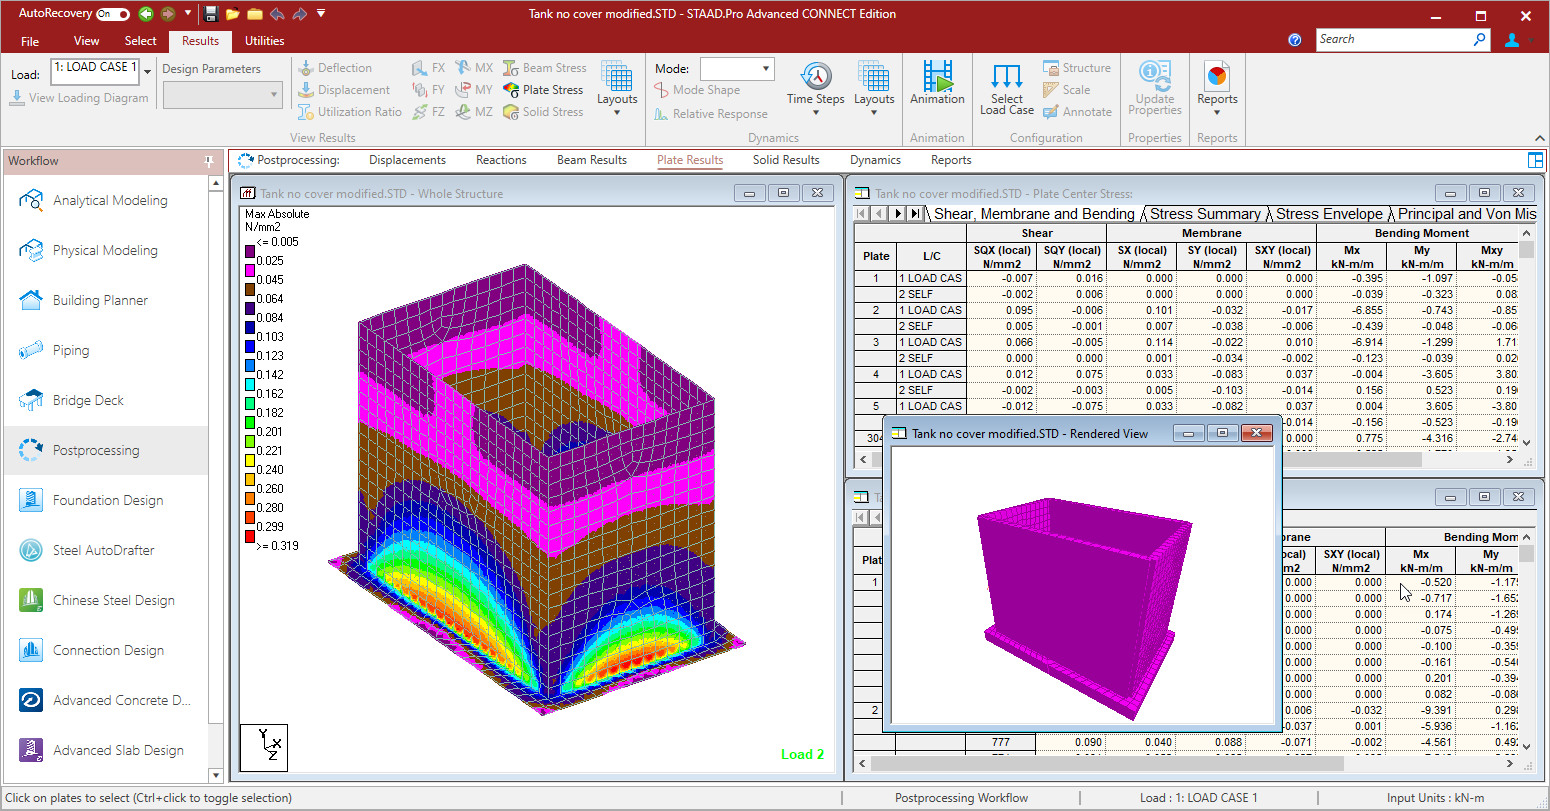 AutoRecovery On
Tank no cover modified.STD - STAAD.Pro Advanced CONNECT Edition
File View Select Results Utilities
Search
Load: 1: LOAD CASE 1
View Loading Diagram
Design Parameters
Deflection
Displacement
Utilization Ratio
FX MX Beam Stress
FY MY Plate Stress
FZ MZ Solid Stress
Layouts
View Results
Mode:
Mode Shape
Relative Response
Time Steps
Layouts
Dynamics
Animation
Animation
Select Load Case
Structure
Scale
Annotate
Configuration
Update Properties
Properties
Reports
Reports
Workflow
Analytical Modeling
Physical Modeling
Building Planner
Piping
Bridge Deck
Postprocessing
Foundation Design
Steel AutoDrafter
Chinese Steel Design
Connection Design
Advanced Concrete D...
Advanced Slab Design
Postprocessing: Displacements Reactions Beam Results Plate Results Solid Results Dynamics Reports
Tank no cover modified.STD - Whole Structure
Max Absolute
N/mm2
<= 0.005
0.025
0.045
0.064
0.084
0.103
0.123
0.142
0.162
0.182
0.201
0.221
0.240
0.260
0.280
0.299
>= 0.319
Y
X
Z
Load 2
Tank no cover modified.STD - Plate Center Stress:
Shear, Membrane and Bending Stress Summary Stress Envelope Principal and Von Mis
Shear Membrane Bending Moment
Plate L/C SQX (local) N/mm2 SQY (local) N/mm2 SX (local) N/mm2 SY (local) N/mm2 SXY (local) N/mm2 Mx kN-m/m My kN-m/m Mxy kN-m/m
1 1 LOAD CAS -0.007 0.016 0.000 0.000 0.000 -0.395 -1.097 -0.05
2 SELF -0.002 0.006 0.000 0.000 0.000 -0.039 -0.323 0.08
2 1 LOAD CAS 0.095 -0.006 0.101 -0.032 -0.017 -6.855 -0.743 -0.85
2 SELF 0.005 -0.001 0.007 -0.038 -0.006 -0.439 -0.048 -0.06
3 1 LOAD CAS 0.066 -0.005 0.114 -0.022 0.010 -6.914 -1.299 1.71
2 SELF 0.000 0.000 0.001 -0.034 -0.002 -0.123 -0.039 0.02
4 1 LOAD CAS 0.012 0.075 0.033 -0.083 0.037 -0.004 -3.605 3.80
2 SELF -0.002 -0.003 0.005 -0.103 -0.014 0.156 0.523 0.19
5 1 LOAD CAS -0.012 -0.075 0.033 -0.082 0.037 0.004 3.605 -3.80
-0.014 -0.156 -0.523 -0.19
304 0.000 0.775 -4.316 -2.74
Tank no cover modified.STD - Rendered View
brane Bending Mom
Plat
SXY (local) N/mm2 Mx kN-m/m My kN-m/m
1 0.000 0.000 -0.520 -1.175
0.000 0.000 -0.717 -1.652
0.000 0.000 0.174 -1.269
0.000 0.000 -0.075 -0.495
0.000 0.000 -0.100 -0.355
0.000 0.000 -0.161 -0.540
0.000 0.000 0.201 -0.394
0.000 0.000 0.082 -0.080
2 0.006 -0.032 -9.391 0.298
-0.037 0.001 -5.936 -1.162
777 0.090 0.040 0.088 -0.071 -0.002 -4.561 0.492
Click on plates to select (Ctrl+click to toggle selection)
Postprocessing Workflow
Load : 1: LOAD CASE 1
Input Units : kN-m